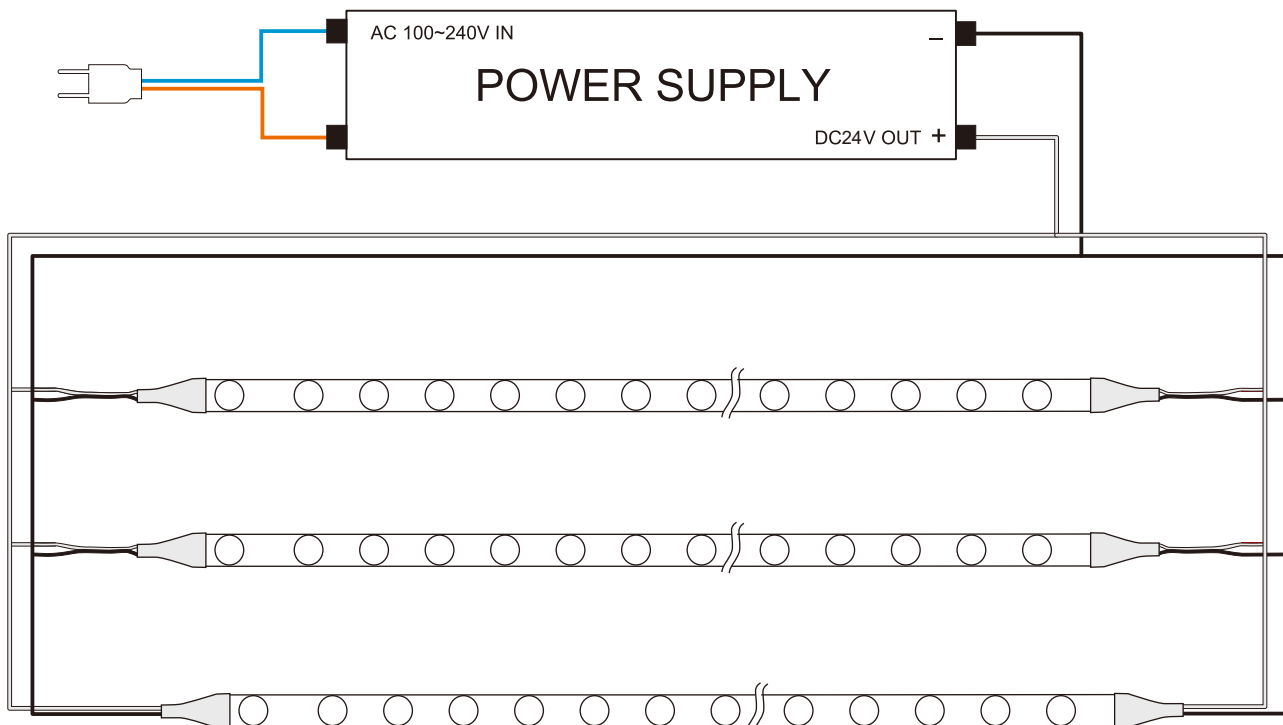 AC 100~240V IN
−
POWER SUPPLY
DC24V OUT +